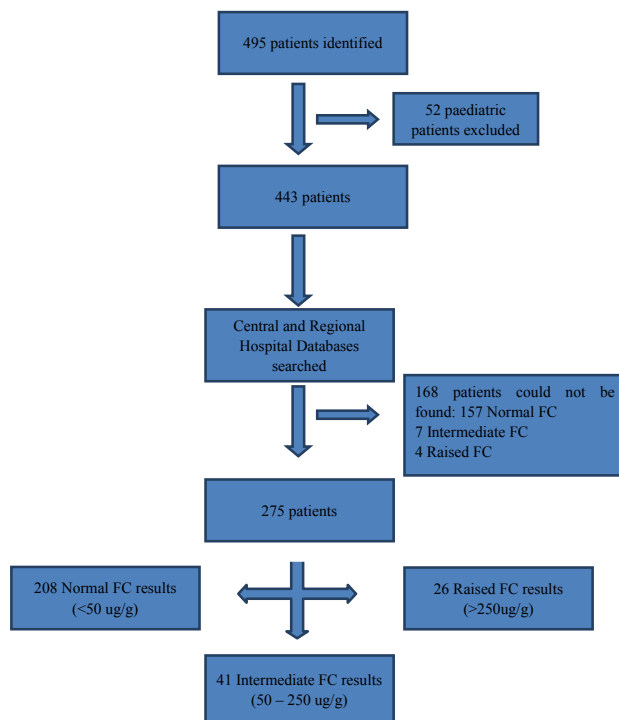 495 patients identified
52 paediatric
patients excluded
443 patients
Central and Regional
Hospital Databases
searched
168 patients could not be
found: 157 Normal FC
7 Intermediate FC
4 Raised FC
275 patients
208 Normal FC results
(<50 ug/g)
26 Raised FC results
(>250ug/g)
41 Intermediate FC results
(50 – 250 ug/g)